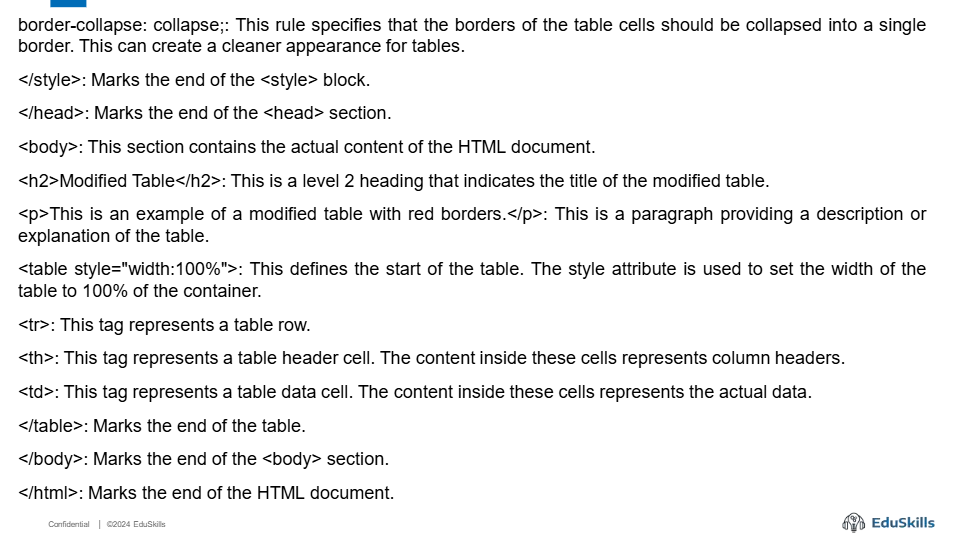 border-collapse: collapse;: This rule specifies that the borders of the table cells should be collapsed into a single
border. This can create a cleaner appearance for tables.
</style>: Marks the end of the <style> block.
</head>: Marks the end of the <head> section.
<body>: This section contains the actual content of the HTML document.
<h2>Modified Table</h2>: This is a level 2 heading that indicates the title of the modified table.
<p>This is an example of a modified table with red borders.</p>: This is a paragraph providing a description or
explanation of the table.
<table style="width:100%">: This defines the start of the table. The style attribute is used to set the width of the
table to 100% of the container.
<tr>: This tag represents a table row.
<th>: This tag represents a table header cell. The content inside these cells represents column headers.
<td>: This tag represents a table data cell. The content inside these cells represents the actual data.
</table>: Marks the end of the table.
</body>: Marks the end of the <body> section.
</html>: Marks the end of the HTML document.
Confidential | ©2024 EduSkills
EduSkills